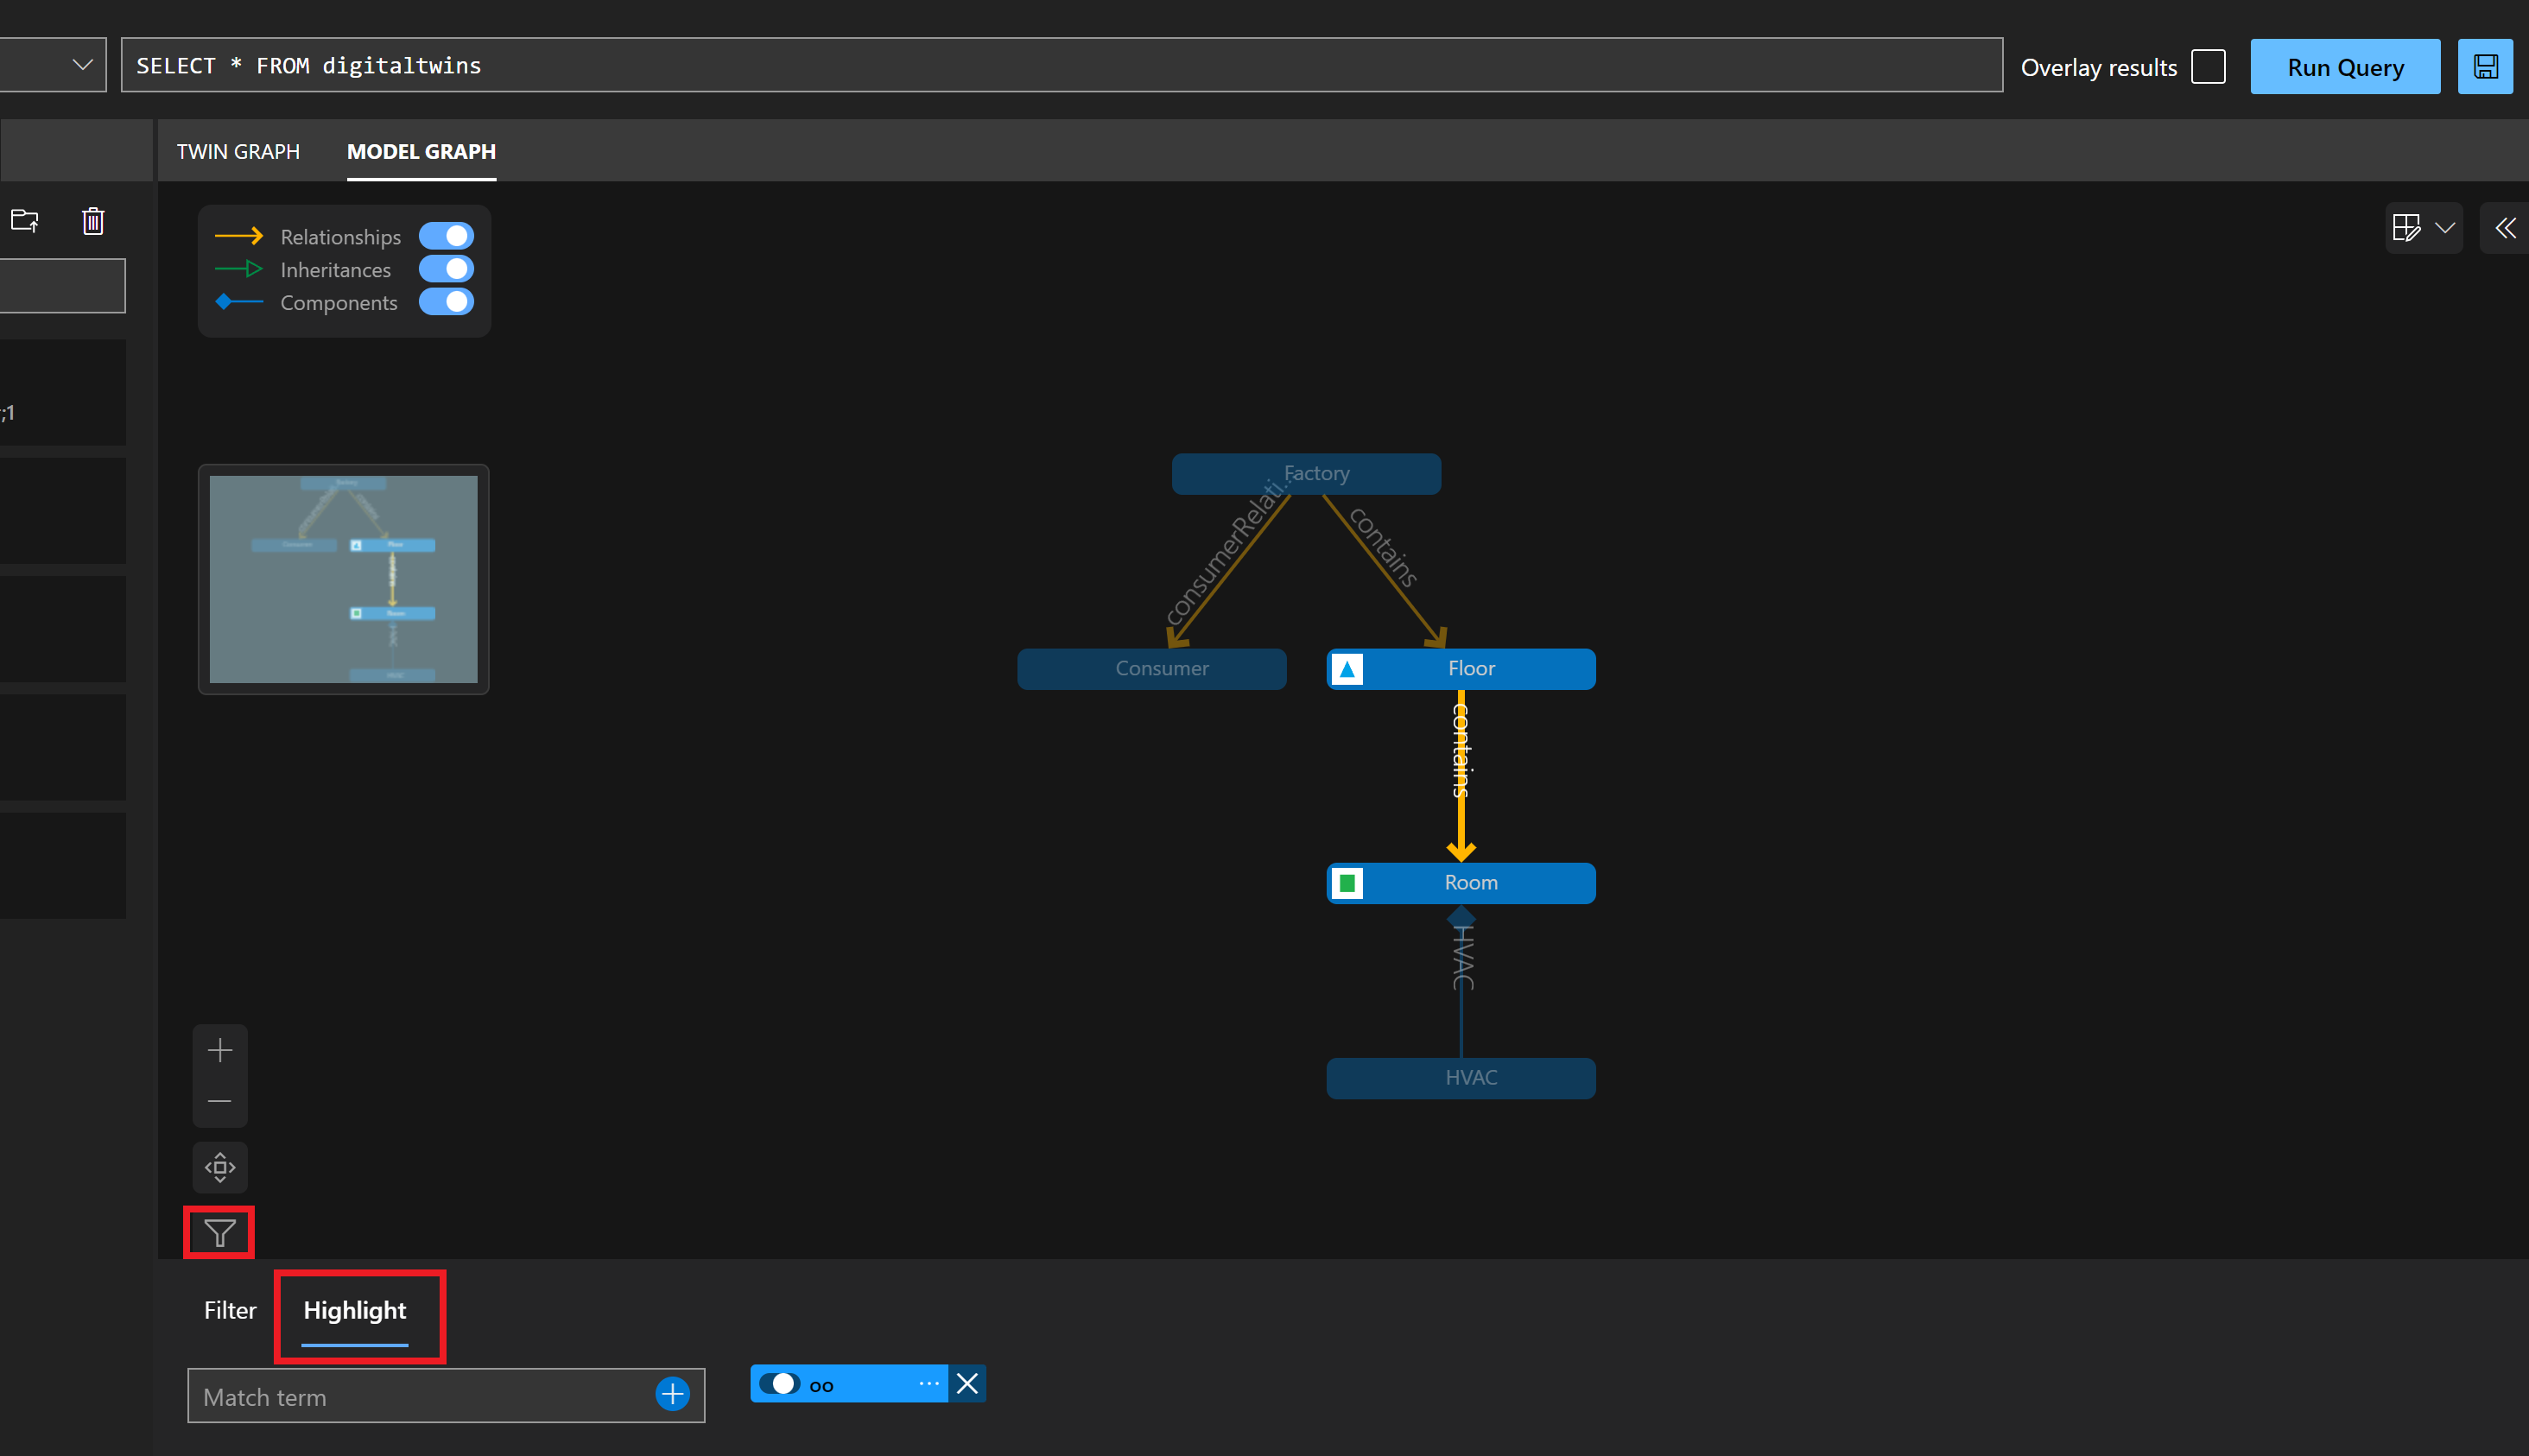 SELECT * FROM digitaltwins
Overlay results
Run Query
TWIN GRAPH
MODEL GRAPH
Relationships
Inheritances
Components
;1
Factory
consumerRelati...
contains
Consumer
Floor
contains
Room
HVAC
HVAC
Filter
Highlight
Match term
oo